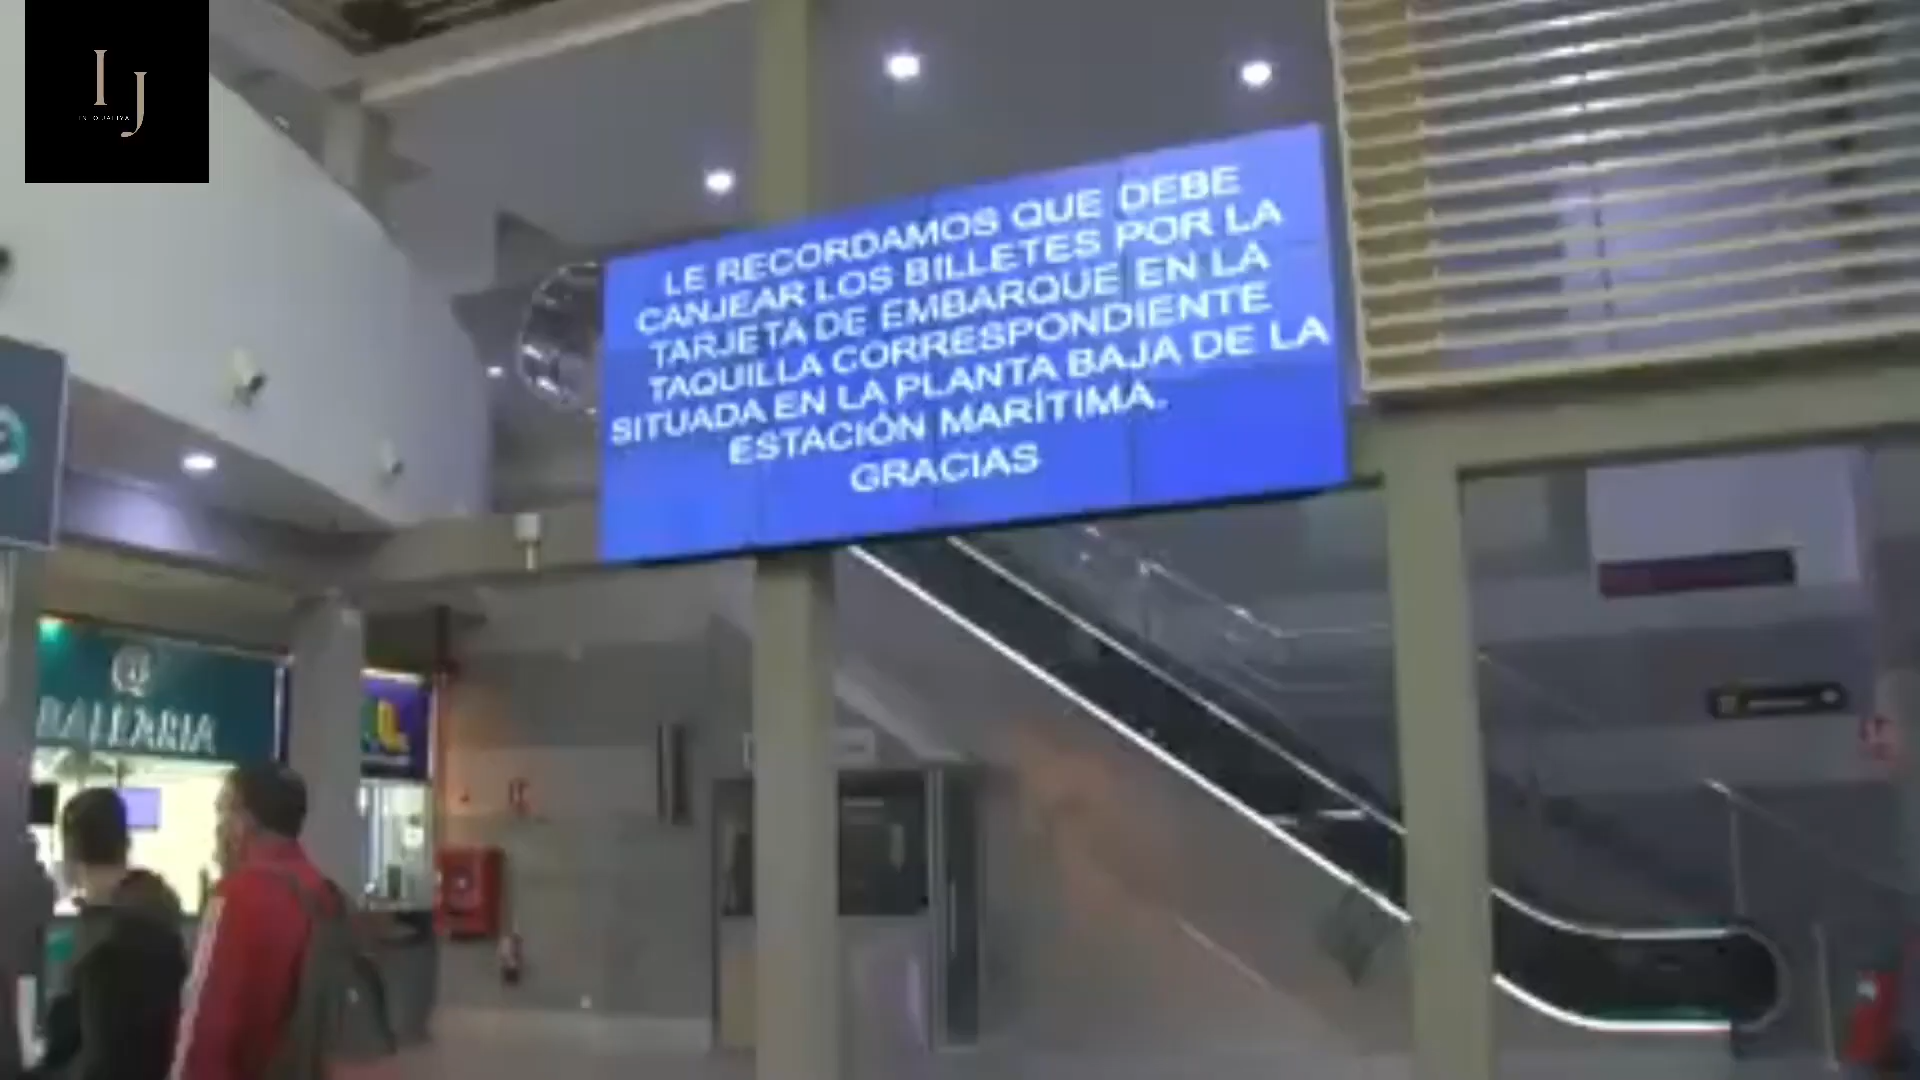 I
J
LE RECORDAMOS QUE DEBE
CANJEAR LOS BILLETES POR LA
TARJETA DE EMBARQUE EN LA
TAQUILLA CORRESPONDIENTE
SITUADA EN LA PLANTA BAJA DE LA
ESTACIÓN MARÍTIMA.
GRACIAS
BALEARIA